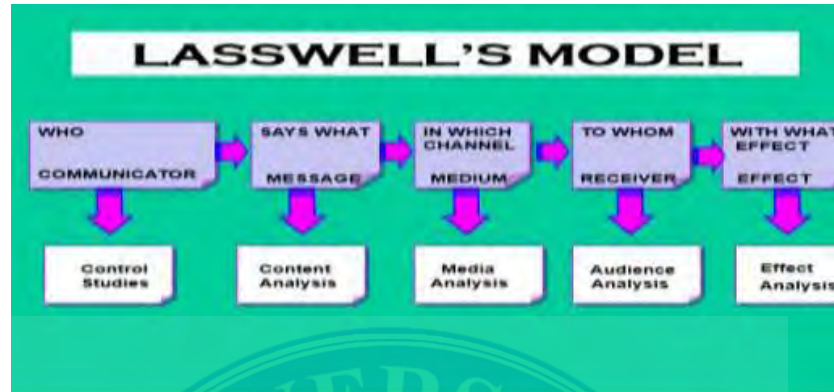 LASSWELL'S MODEL
WHO
COMMUNICATOR
SAYS WHAT
MESSAGE
IN WHICH
CHANNEL
MEDIUM
TO WHOM
RECEIVER
WITH WHAT
EFFECT
EFFECT
Control
Studies
Content
Analysis
Media
Analysis
Audience
Analysis
Effect
Analysis